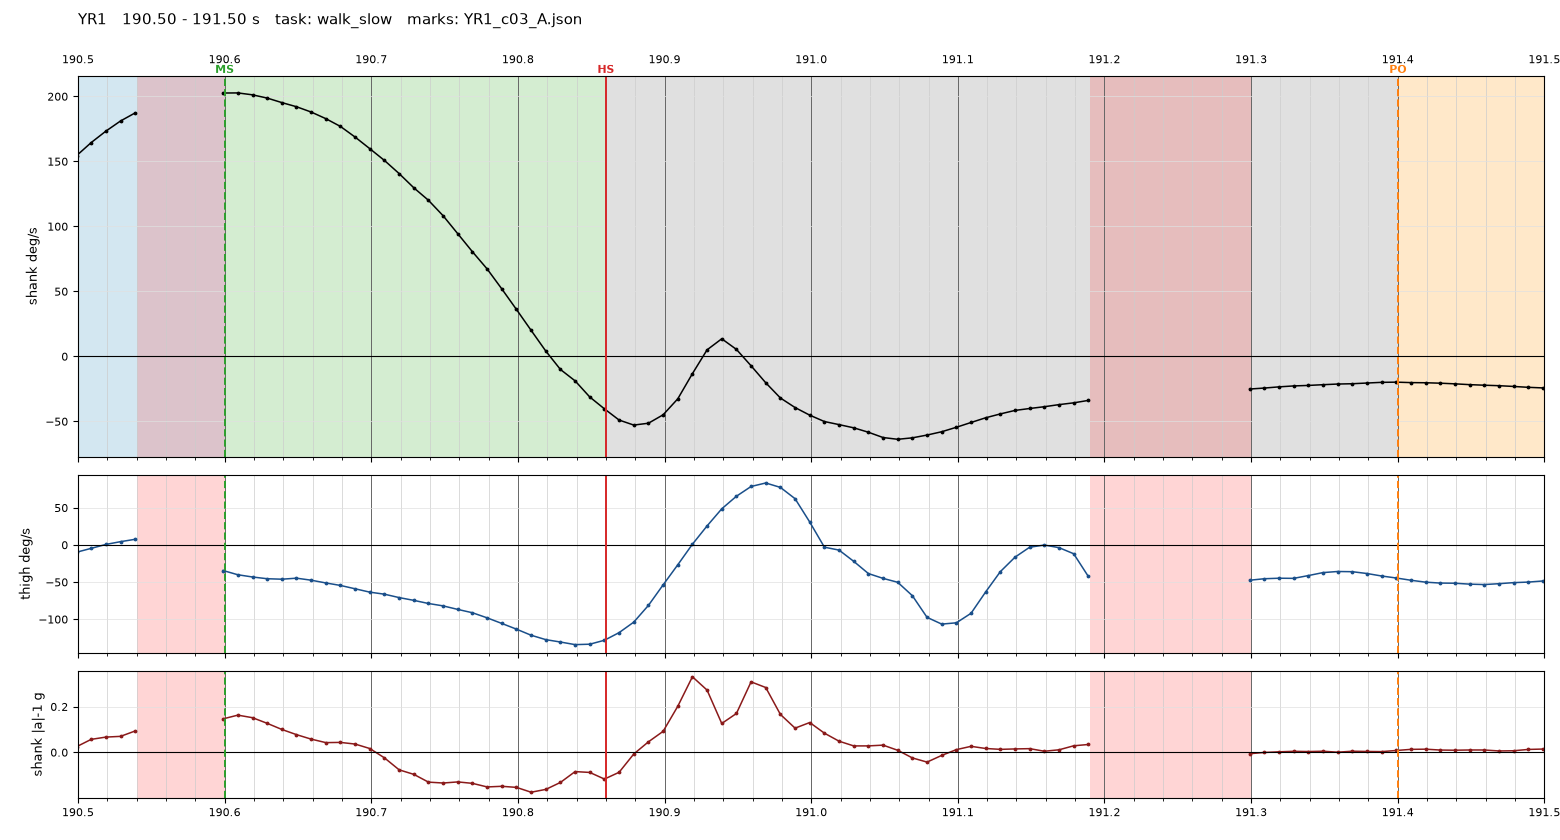 YR1   190.50 - 191.50 s   task: walk_slow   marks: YR1_c03_A.json
190.5 190.6 190.7 190.8 190.9 191.0 191.1 191.2 191.3 191.4 191.5
MS HS PO
200
150
100
50
0
−50
shank deg/s
50
0
−50
−100
thigh deg/s
0.2
0.0
shank |a|-1 g
190.5 190.6 190.7 190.8 190.9 191.0 191.1 191.2 191.3 191.4 191.5